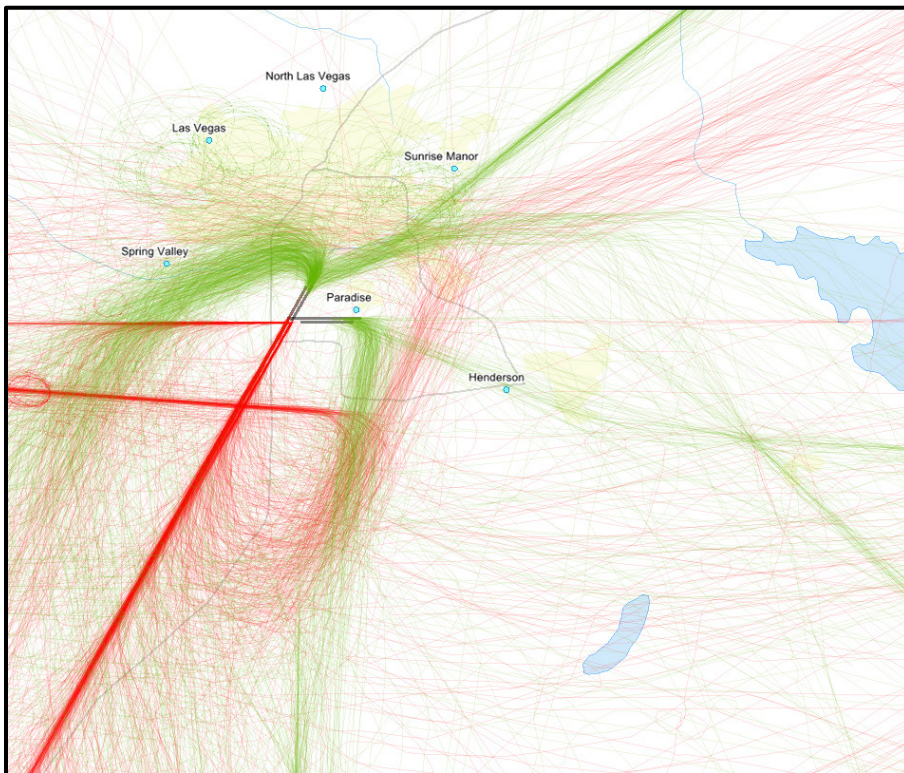 North Las Vegas
Las Vegas
Sunrise Manor
Spring Valley
Paradise
Henderson